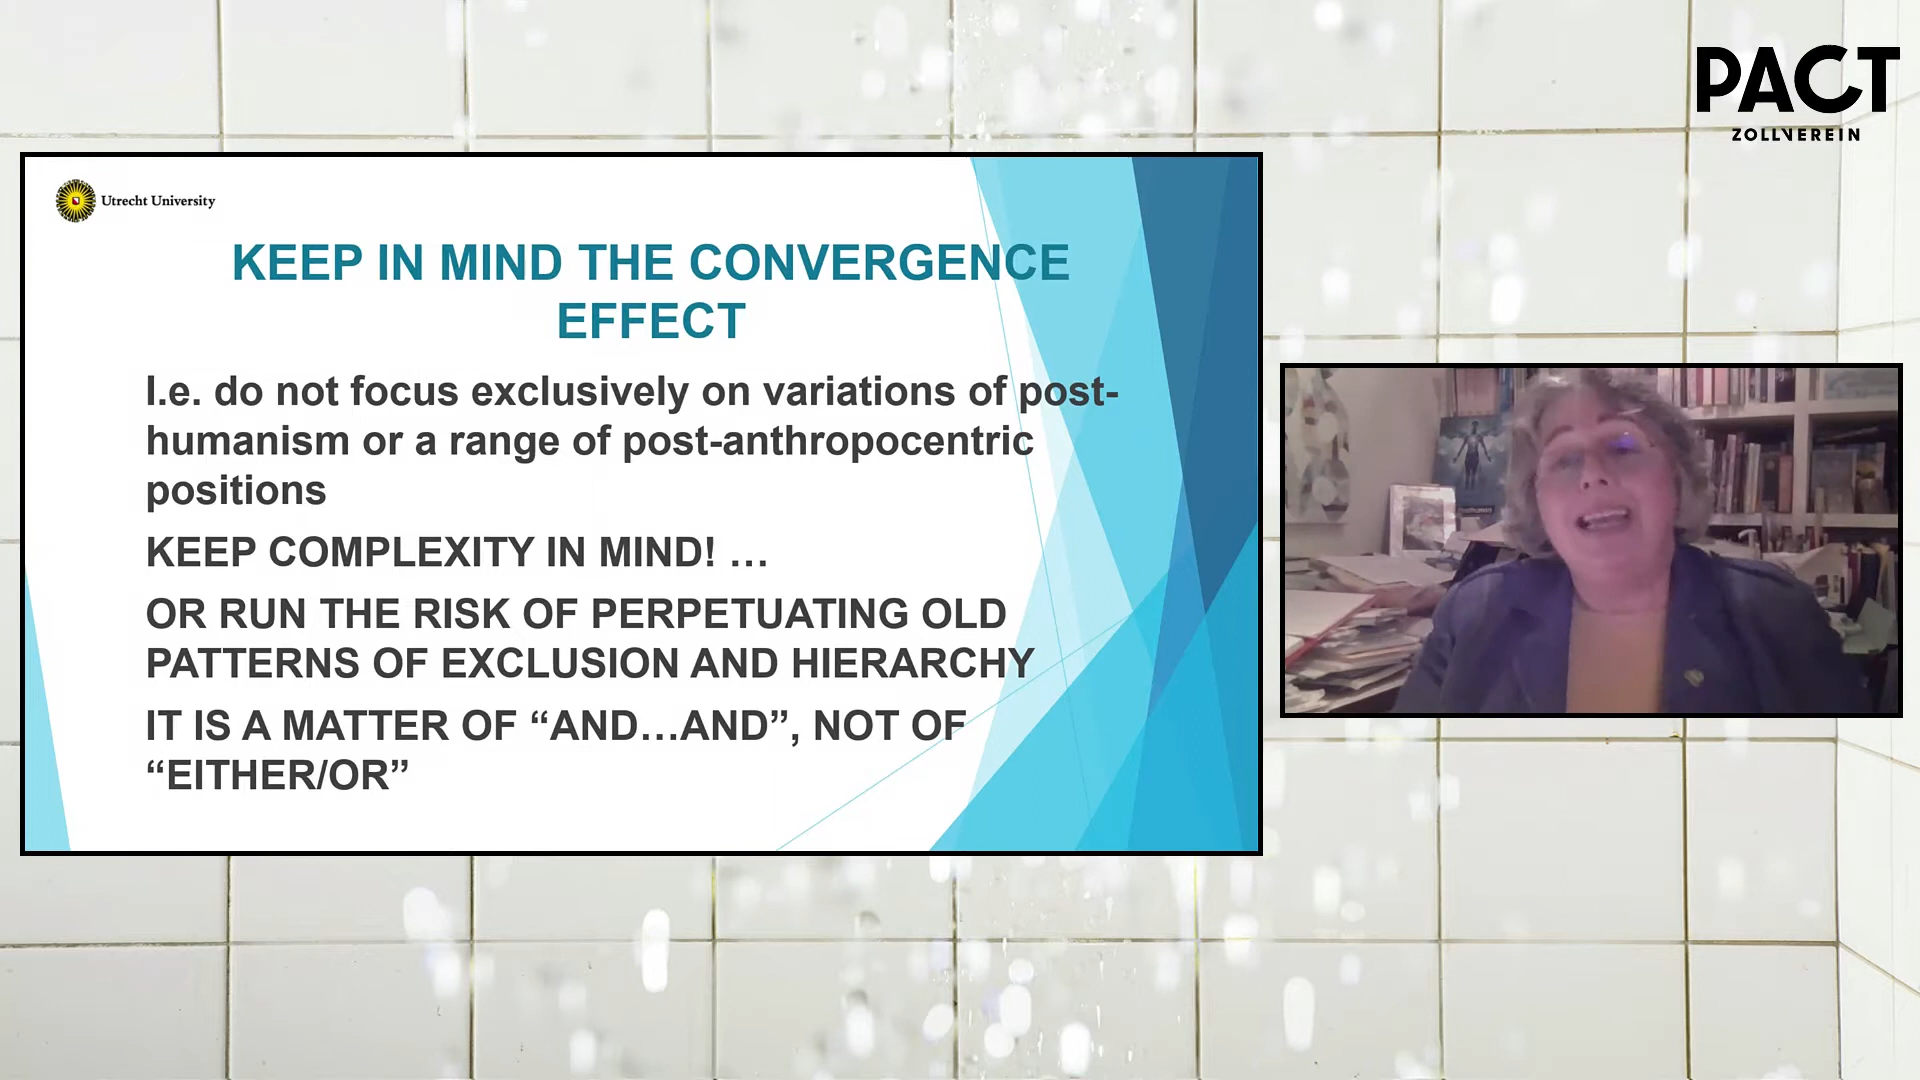 PACT
ZOLLVEREIN
Utrecht University
KEEP IN MIND THE CONVERGENCE
EFFECT
I.e. do not focus exclusively on variations of post-
humanism or a range of post-anthropocentric
positions
KEEP COMPLEXITY IN MIND! …
OR RUN THE RISK OF PERPETUATING OLD
PATTERNS OF EXCLUSION AND HIERARCHY
IT IS A MATTER OF “AND…AND”, NOT OF
“EITHER/OR”